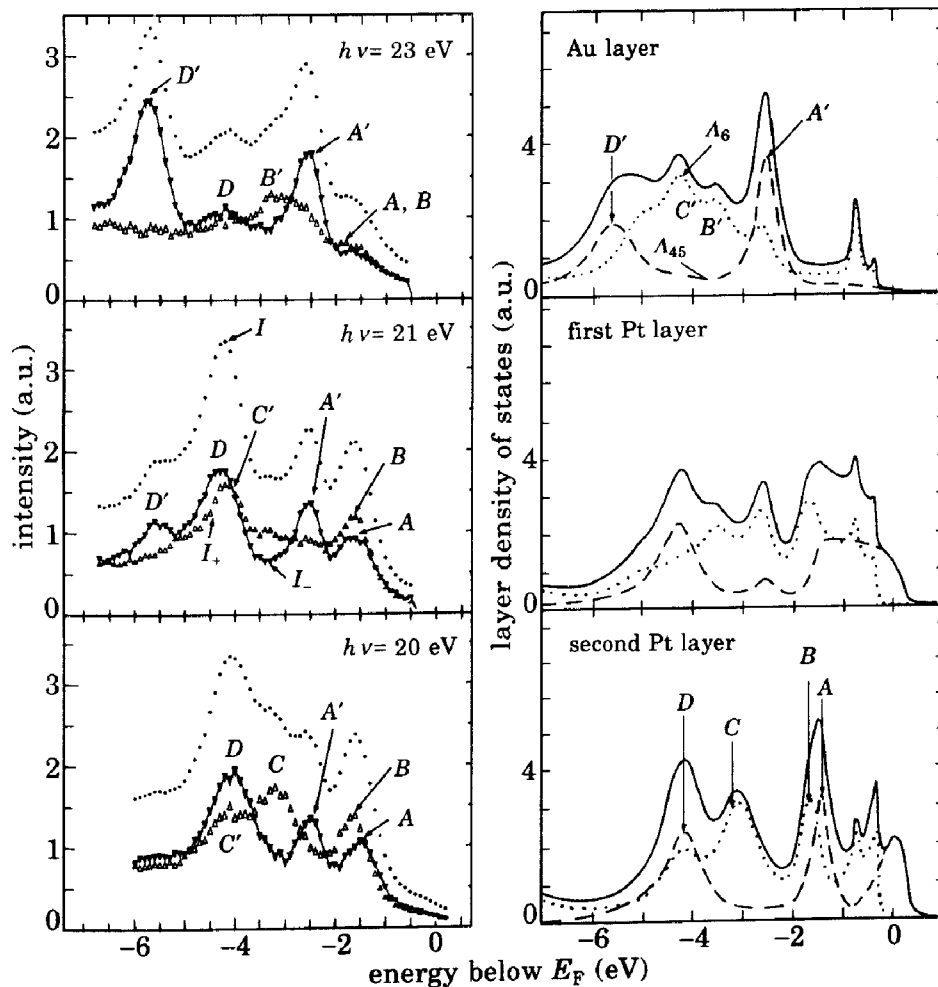 hν = 23 eV
3
2
1
0
D'
D
B'
A'
A, B
hν = 21 eV
3
2
1
0
I
D'
D
C'
A'
B
A
I₊
I₋
hν = 20 eV
3
2
1
0
D
C
C'
A'
B
A
−6
−4
−2
0
intensity (a.u.)
Au layer
4
0
D'
Λ₆
A'
C'
B'
Λ₄₅
first Pt layer
4
0
second Pt layer
4
0
D
C
B
A
−6
−4
−2
0
layer density of states (a.u.)
energy below E_F (eV)